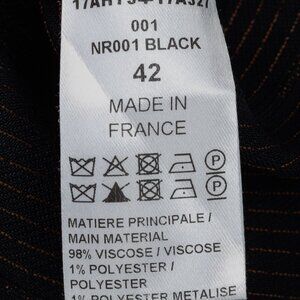 001
NR001 BLACK
42
MADE IN
FRANCE
P
P
MATIERE PRINCIPALE /
MAIN MATERIAL
98% VISCOSE / VISCOSE
1% POLYESTER /
POLYESTER
1% POLYESTER METALISE